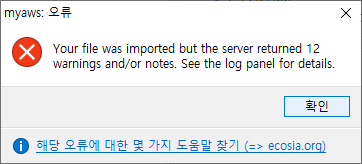 myaws: 오류
Your file was imported but the server returned 12
warnings and/or notes. See the log panel for details.
확인
해당 오류에 대한 몇 가지 도움말 찾기 (=> ecosia.org)